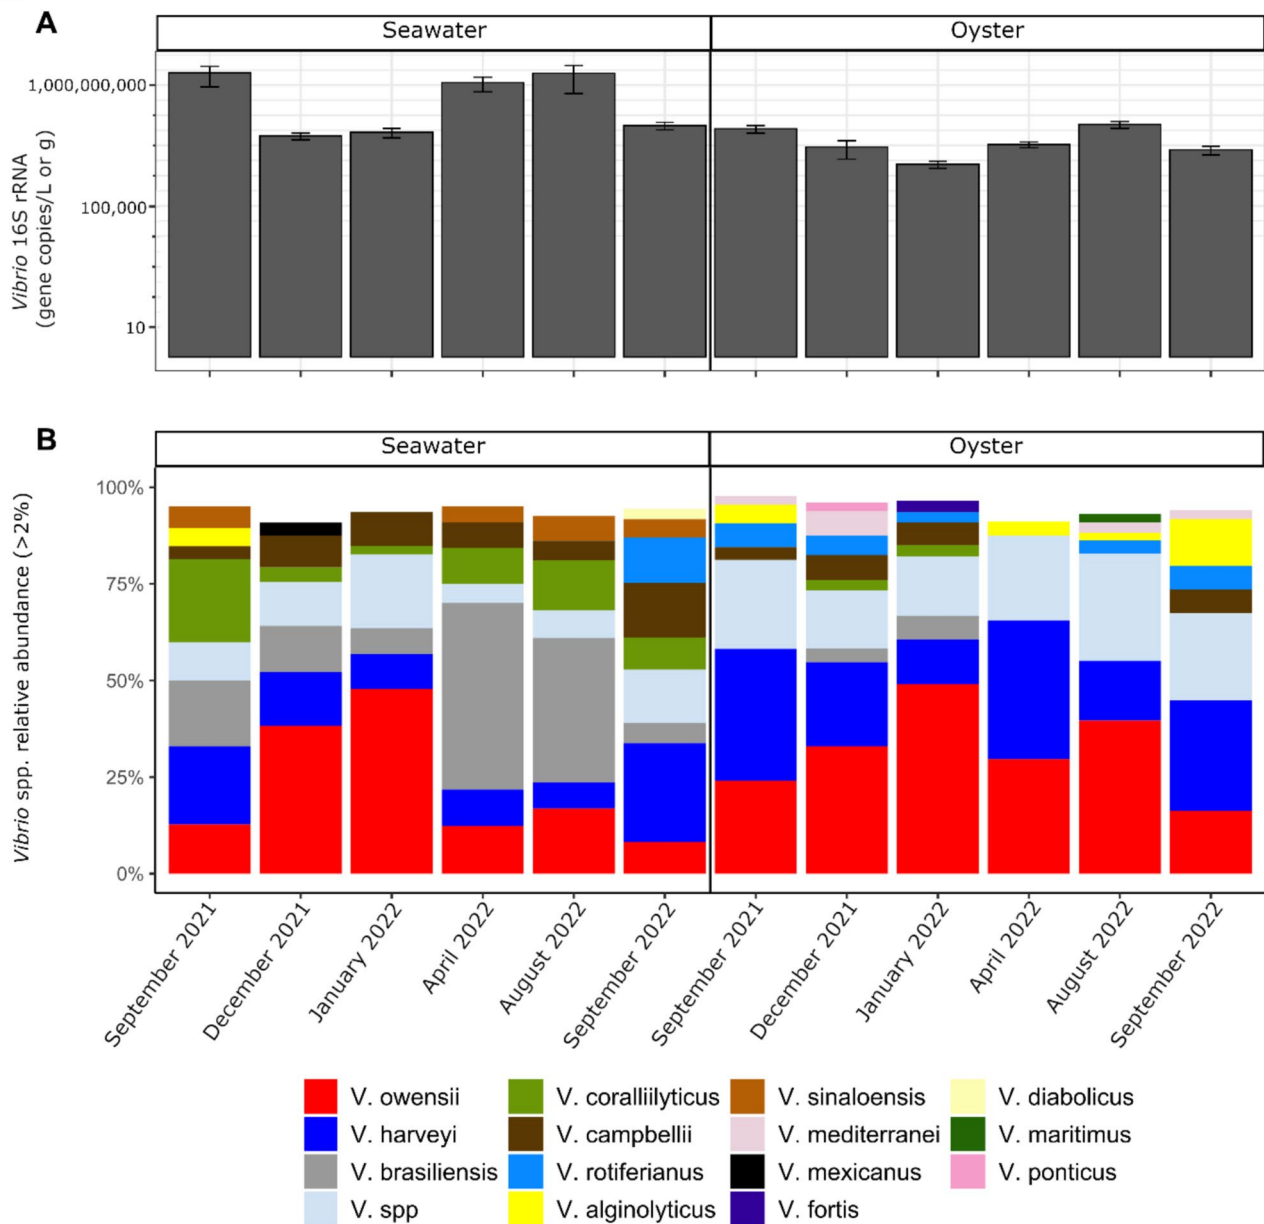 A
Seawater
Oyster
1,000,000,000
100,000
10
Vibrio 16S rRNA
(gene copies/L or g)
B
Seawater
Oyster
100%
75%
50%
25%
0%
Vibrio spp. relative abundance (>2%)
September 2021
December 2021
January 2022
April 2022
August 2022
September 2022
September 2021
December 2021
January 2022
April 2022
August 2022
September 2022
V. owensii
V. coralliilyticus
V. sinaloensis
V. diabolicus
V. harveyi
V. campbellii
V. mediterranei
V. maritimus
V. brasiliensis
V. rotiferianus
V. mexicanus
V. ponticus
V. spp
V. alginolyticus
V. fortis